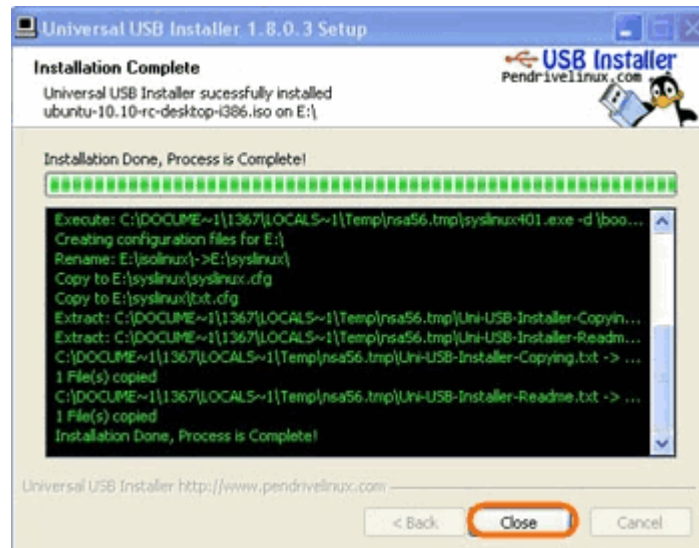 Universal USB Installer 1.8.0.3 Setup
Installation Complete
Universal USB Installer sucessfully installed
ubuntu-10.10-rc-desktop-i386.iso on E:\
USB Installer
Pendrivelinux.com
Installation Done, Process is Complete!
Execute: C:\DOCUME~1\1367\LOCALS~1\Temp\nsa56.tmp\syslinux401.exe -d \boo...
Creating configuration files for E:\
Rename: E:\isolinux\->E:\syslinux\
Copy to E:\syslinux\syslinux.cfg
Copy to E:\syslinux\txt.cfg
Extract: C:\DOCUME~1\1367\LOCALS~1\Temp\nsa56.tmp\Uni-USB-Installer-Copyin...
Extract: C:\DOCUME~1\1367\LOCALS~1\Temp\nsa56.tmp\Uni-USB-Installer-Readm...
C:\DOCUME~1\1367\LOCALS~1\Temp\nsa56.tmp\Uni-USB-Installer-Copying.txt -> ...
1 File(s) copied
C:\DOCUME~1\1367\LOCALS~1\Temp\nsa56.tmp\Uni-USB-Installer-Readme.txt -> ...
1 File(s) copied
Installation Done, Process is Complete!
Universal USB Installer http://www.pendrivelinux.com
< Back
Close
Cancel